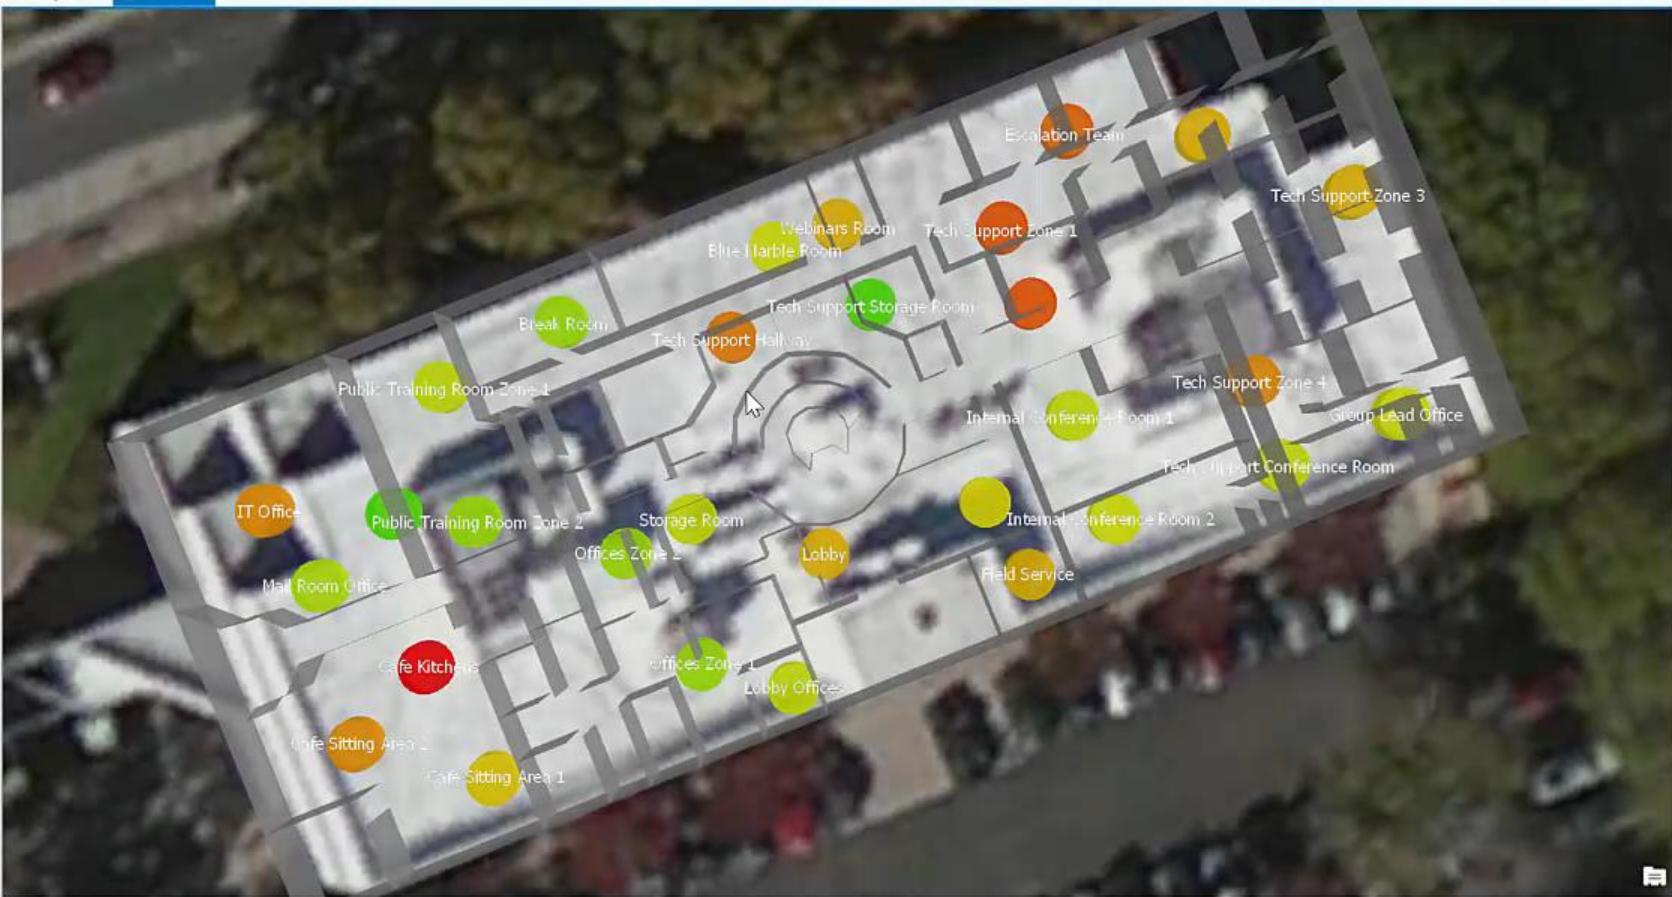 Escalation Team
Tech Support Zone 3
Webinars Room
Tech Support Zone 1
Blue Marble Room
Tech Support Storage Room
Break Room
Tech Support Hallway
Public Training Room Zone 1
Tech Support Zone 4
Internal Conference Room 1
Group Lead Office
Tech Support Conference Room
IT Office
Public Training Room Zone 2
Storage Room
Internal Conference Room 2
Offices Zone 2
Lobby
Field Service
Mail Room Office
Cafe Kitchens
Offices Zone 1
Lobby Offices
Cafe Sitting Area 2
Cafe Sitting Area 1